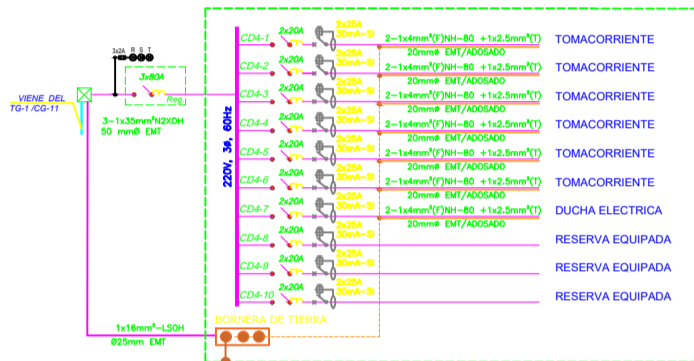 3x2A R S T
3x80A
Reg.
VIENE DEL
TG-1 /CG-11
3-1x35mm²N2XOH
50 mmØ EMT
220V, 3ø, 60Hz
CD4-1 2x20A 2x25A 30mA-SI 2-1x4mm²(F)NH-80 +1x2.5mm²(T) TOMACORRIENTE
20mmø EMT/ADOSADO
CD4-2 2x20A 2x25A 30mA-SI 2-1x4mm²(F)NH-80 +1x2.5mm²(T) TOMACORRIENTE
20mmø EMT/ADOSADO
CD4-3 2x20A 2x25A 30mA-SI 2-1x4mm²(F)NH-80 +1x2.5mm²(T) TOMACORRIENTE
20mmø EMT/ADOSADO
CD4-4 2x20A 2x25A 30mA-SI 2-1x4mm²(F)NH-80 +1x2.5mm²(T) TOMACORRIENTE
20mmø EMT/ADOSADO
CD4-5 2x20A 2x25A 30mA-SI 2-1x4mm²(F)NH-80 +1x2.5mm²(T) TOMACORRIENTE
20mmø EMT/ADOSADO
CD4-6 2x20A 2x25A 30mA-SI 2-1x4mm²(F)NH-80 +1x2.5mm²(T) TOMACORRIENTE
20mmø EMT/ADOSADO
CD4-7 2x20A 2x25A 30mA-SI 2-1x4mm²(F)NH-80 +1x2.5mm²(T) DUCHA ELECTRICA
20mmø EMT/ADOSADO
CD4-8 2x20A 2x25A 30mA-SI RESERVA EQUIPADA
CD4-9 2x20A 2x25A 30mA-SI RESERVA EQUIPADA
CD4-10 2x20A 2x25A 30mA-SI RESERVA EQUIPADA
BORNERA DE TIERRA
1x16mm²-LSOH
Ø25mm EMT